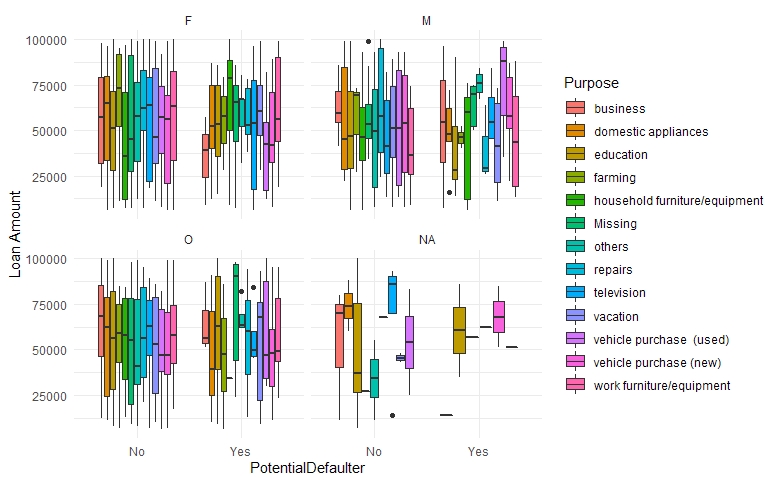 F
M
100000
75000
50000
25000
O
NA
100000
75000
50000
25000
No
Yes
No
Yes
PotentialDefaulter
Loan Amount
Purpose
business
domestic appliances
education
farming
household furniture/equipment
Missing
others
repairs
television
vacation
vehicle purchase  (used)
vehicle purchase (new)
work furniture/equipment